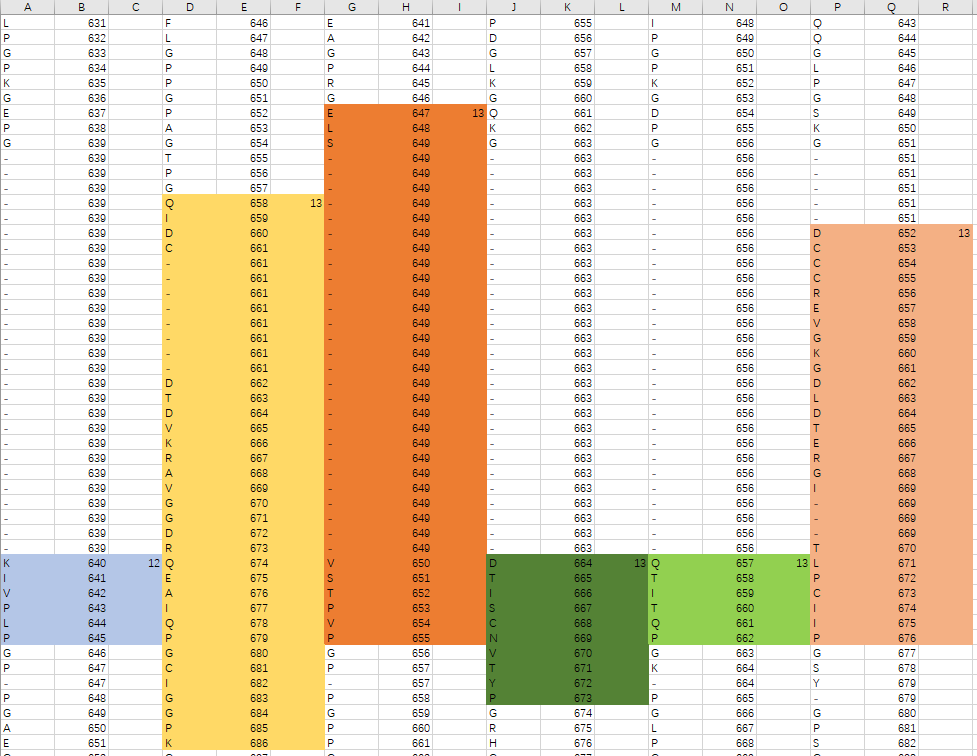 A B C D E F G H I J K L M N O P Q R
L 631 F 646 E 641 P 655 I 648 Q 643
P 632 L 647 A 642 D 656 P 649 Q 644
G 633 G 648 G 643 G 657 G 650 G 645
P 634 P 649 P 644 L 658 P 651 L 646
K 635 P 650 R 645 K 659 K 652 P 647
G 636 G 651 G 646 G 660 G 653 G 648
E 637 P 652 E 647 13 Q 661 D 654 S 649
P 638 A 653 L 648 K 662 P 655 K 650
G 639 G 654 S 649 G 663 G 656 G 651
- 639 T 655 - 649 - 663 - 656 - 651
- 639 P 656 - 649 - 663 - 656 - 651
- 639 G 657 - 649 - 663 - 656 - 651
- 639 Q 658 13 - 649 - 663 - 656 - 651
- 639 I 659 - 649 - 663 - 656 - 651
- 639 D 660 - 649 - 663 - 656 D 652 13
- 639 C 661 - 649 - 663 - 656 C 653
- 639 - 661 - 649 - 663 - 656 C 654
- 639 - 661 - 649 - 663 - 656 C 655
- 639 - 661 - 649 - 663 - 656 R 656
- 639 - 661 - 649 - 663 - 656 E 657
- 639 - 661 - 649 - 663 - 656 V 658
- 639 - 661 - 649 - 663 - 656 G 659
- 639 - 661 - 649 - 663 - 656 K 660
- 639 - 661 - 649 - 663 - 656 G 661
- 639 D 662 - 649 - 663 - 656 D 662
- 639 T 663 - 649 - 663 - 656 L 663
- 639 D 664 - 649 - 663 - 656 D 664
- 639 V 665 - 649 - 663 - 656 T 665
- 639 K 666 - 649 - 663 - 656 E 666
- 639 R 667 - 649 - 663 - 656 R 667
- 639 A 668 - 649 - 663 - 656 G 668
- 639 V 669 - 649 - 663 - 656 I 669
- 639 G 670 - 649 - 663 - 656 - 669
- 639 G 671 - 649 - 663 - 656 - 669
- 639 D 672 - 649 - 663 - 656 - 669
- 639 R 673 - 649 - 663 - 656 T 670
K 640 12 Q 674 V 650 D 664 13 Q 657 13 L 671
I 641 E 675 S 651 T 665 T 658 P 672
V 642 A 676 T 652 I 666 I 659 C 673
P 643 I 677 P 653 S 667 T 660 I 674
L 644 Q 678 V 654 C 668 Q 661 I 675
P 645 P 679 P 655 N 669 P 662 P 676
G 646 G 680 G 656 V 670 G 663 G 677
P 647 C 681 P 657 T 671 K 664 S 678
- 647 I 682 - 657 Y 672 - 664 Y 679
P 648 G 683 P 658 P 673 P 665 - 679
G 649 G 684 G 659 G 674 G 666 G 680
A 650 P 685 P 660 R 675 L 667 P 681
E 651 K 686 P 661 H 676 P 668 S 682